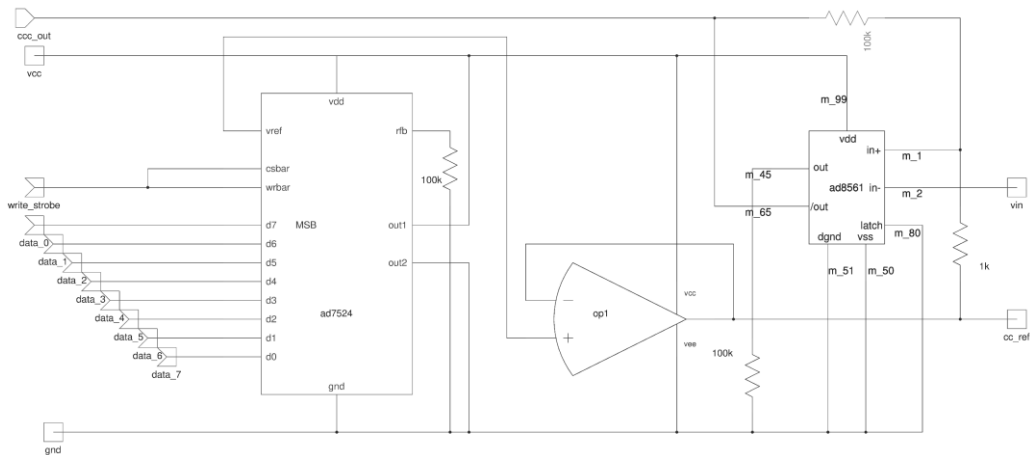 ccc_out
100k
vcc
m_99
vdd
vdd
vref
rfb
in+
m_1
out
csbar
100k
m_45
ad8561
in-
m_2
wrbar
write_strobe
vin
/out
m_65
latch
d7
MSB
out1
m_80
data_0
d6
dgnd
vss
data_1
d5
out2
m_51
m_50
1k
data_2
d4
vcc
data_3
d3
ad7524
op1
data_4
d2
cc_ref
data_5
d1
vee
100k
data_6
d0
data_7
gnd
gnd